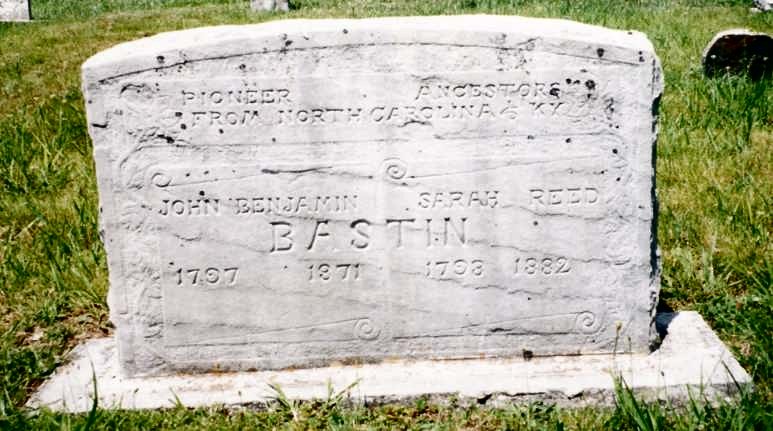 PIONEER ANCESTORS
FROM NORTH CAROLINA & KY.
JOHN BENJAMIN SARAH REED
BASTIN
1797 1871 1798 1882